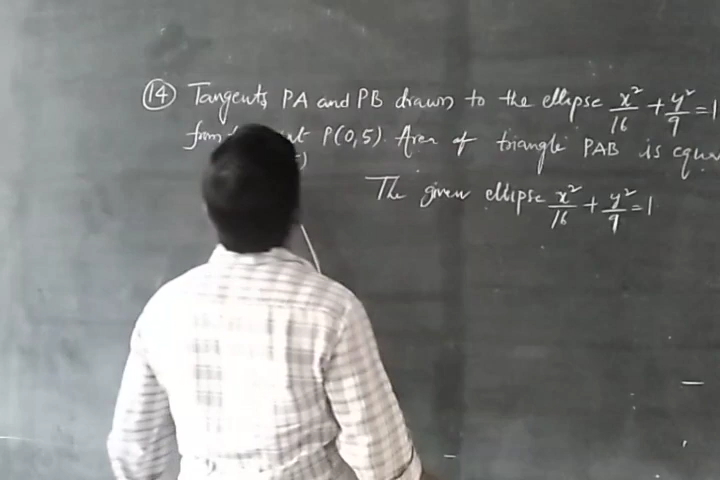 (14) Tangents PA and PB drawn to the ellipse x²/16 + y²/9 = 1
from P(0,5). Area of triangle PAB is
The given ellipse x²/16 + y²/9 = 1